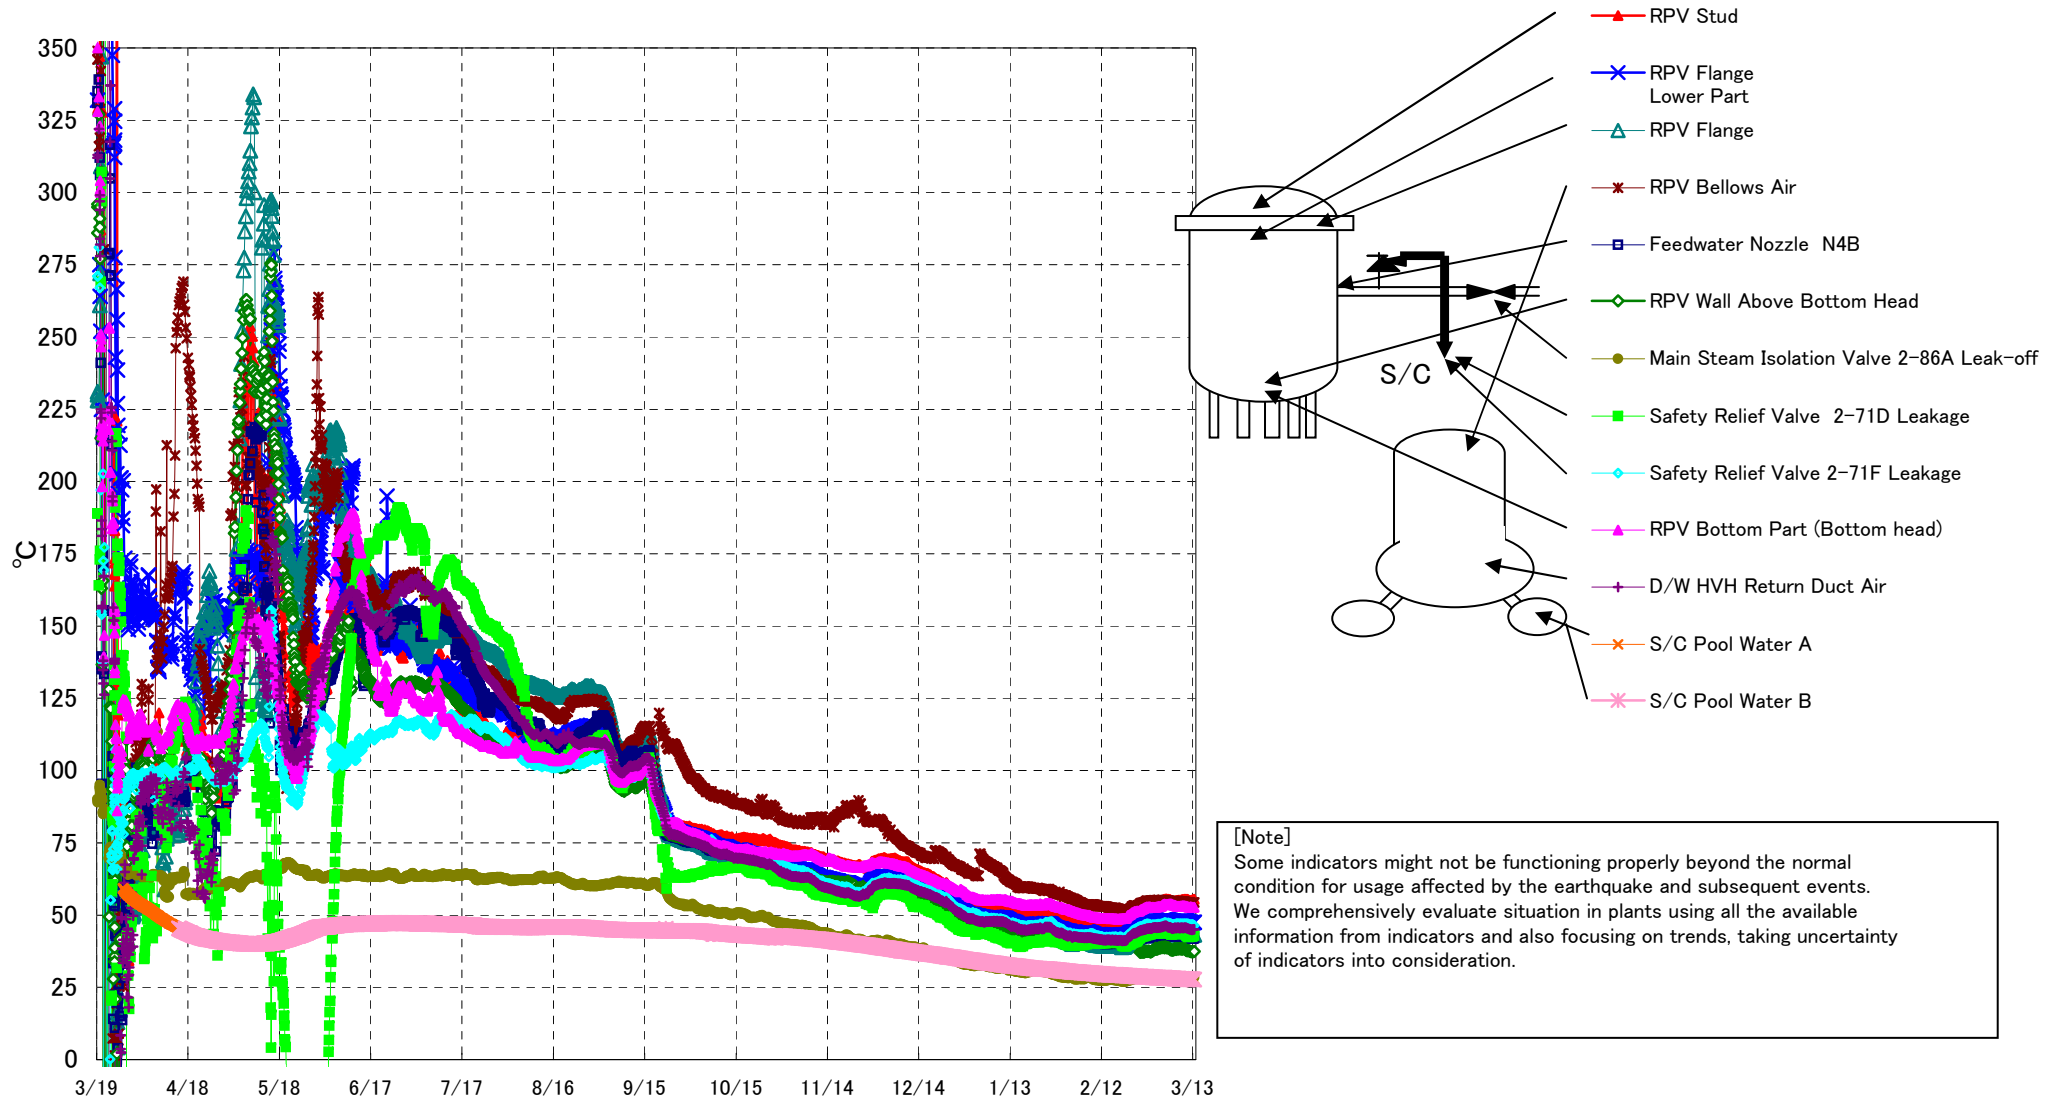 RPV Stud
RPV Flange
Lower Part
RPV Flange
RPV Bellows Air
Feedwater Nozzle N4B
RPV Wall Above Bottom Head
Main Steam Isolation Valve 2-86A Leak-off
Safety Relief Valve 2-71D Leakage
Safety Relief Valve 2-71F Leakage
RPV Bottom Part (Bottom head)
D/W HVH Return Duct Air
S/C Pool Water A
S/C Pool Water B
S/C
℃
350
325
300
275
250
225
200
175
150
125
100
75
50
25
0
3/19 4/18 5/18 6/17 7/17 8/16 9/15 10/15 11/14 12/14 1/13 2/12 3/13
[Note]
Some indicators might not be functioning properly beyond the normal
condition for usage affected by the earthquake and subsequent events.
We comprehensively evaluate situation in plants using all the available
information from indicators and also focusing on trends, taking uncertainty
of indicators into consideration.